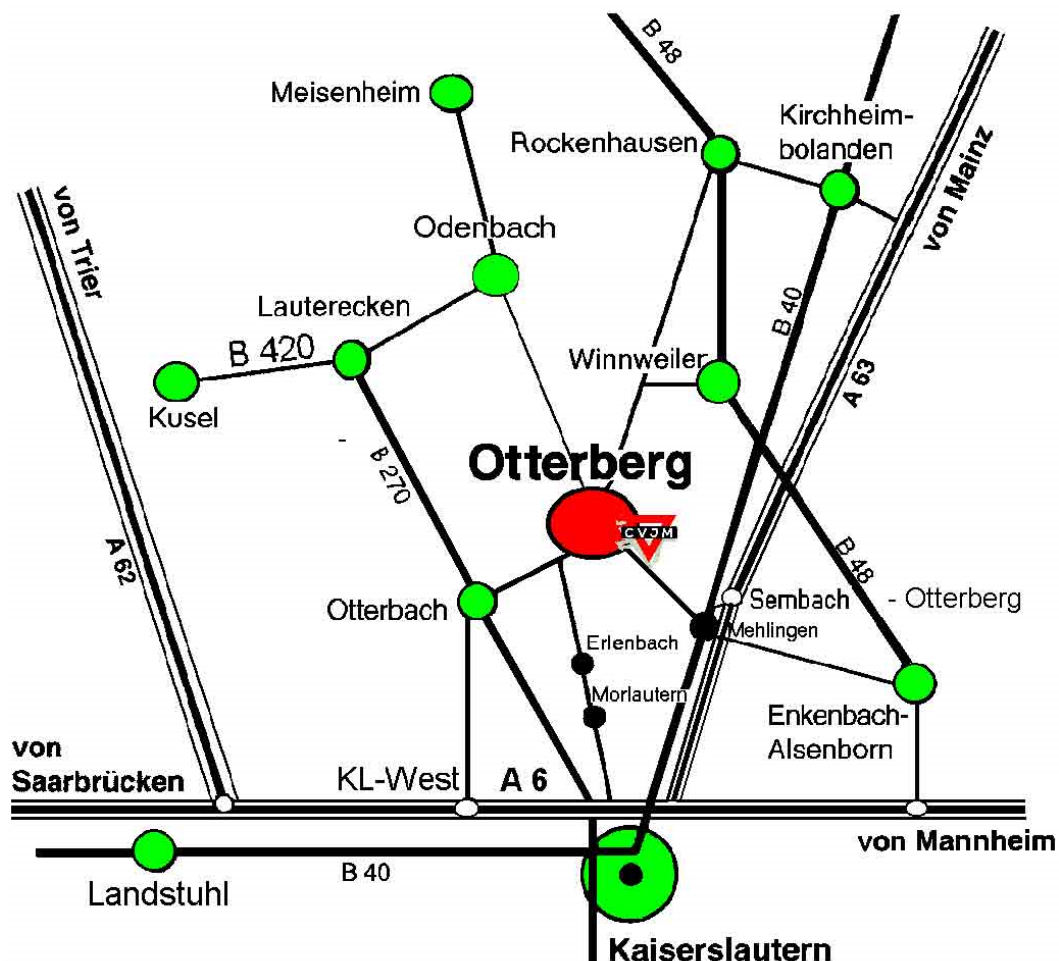 B 48
Meisenheim
Kirchheim-
bolanden
Rockenhausen
von Mainz
von Trier
Odenbach
Lauterecken
B 40
B 420
Winnweiler
A 63
Kusel
B 270
Otterberg
CVJM
A 62
B 48
Sembach
- Otterberg
Otterbach
Mehlingen
Erlenbach
Morlautern
Enkenbach-
Alsenborn
von
Saarbrücken
KL-West
A 6
von Mannheim
B 40
Landstuhl
Kaiserslautern